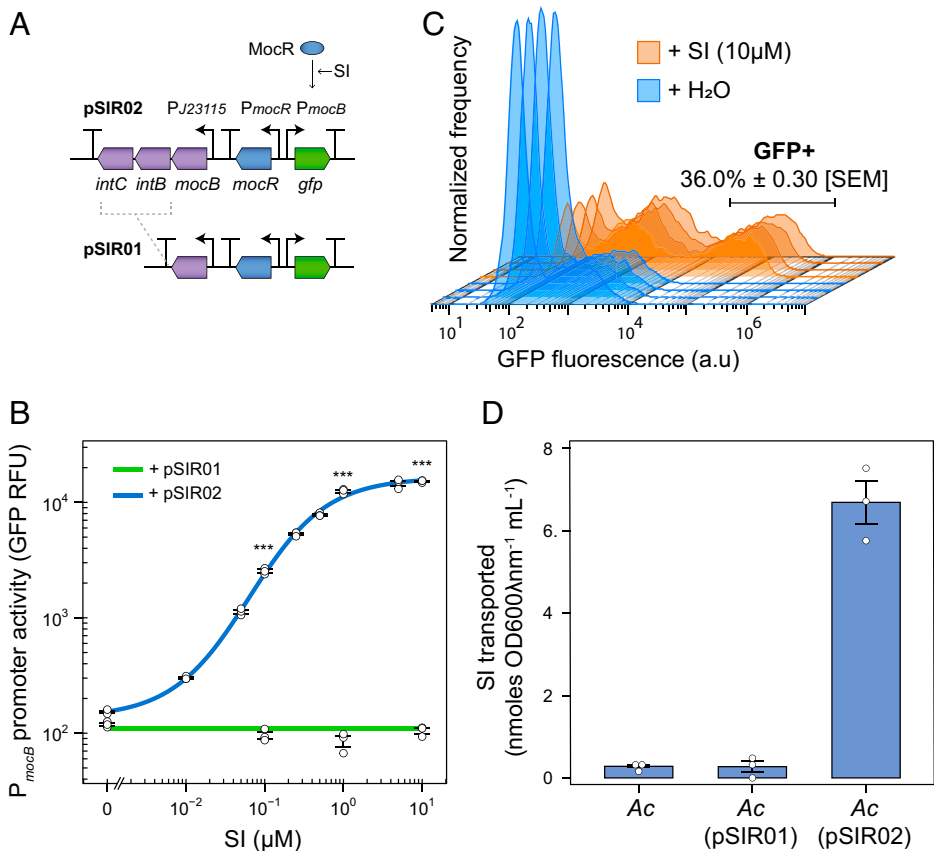 A
MocR
SI
pSIR02
PJ23115
PmocR
PmocB
intC
intB
mocB
mocR
gfp
pSIR01
C
Normalized frequency
+ SI (10µM)
+ H₂O
GFP+
36.0% ± 0.30 [SEM]
10¹
10²
10⁴
10⁶
GFP fluorescence (a.u)
B
PmocB promoter activity (GFP RFU)
+ pSIR01
+ pSIR02
***
***
***
10⁴
10³
10²
0
10⁻²
10⁻¹
10⁰
10¹
SI (µM)
D
SI transported
(nmoles OD600λnm⁻¹ mL⁻¹)
8
6
4
2
0
Ac
Ac
(pSIR01)
Ac
(pSIR02)